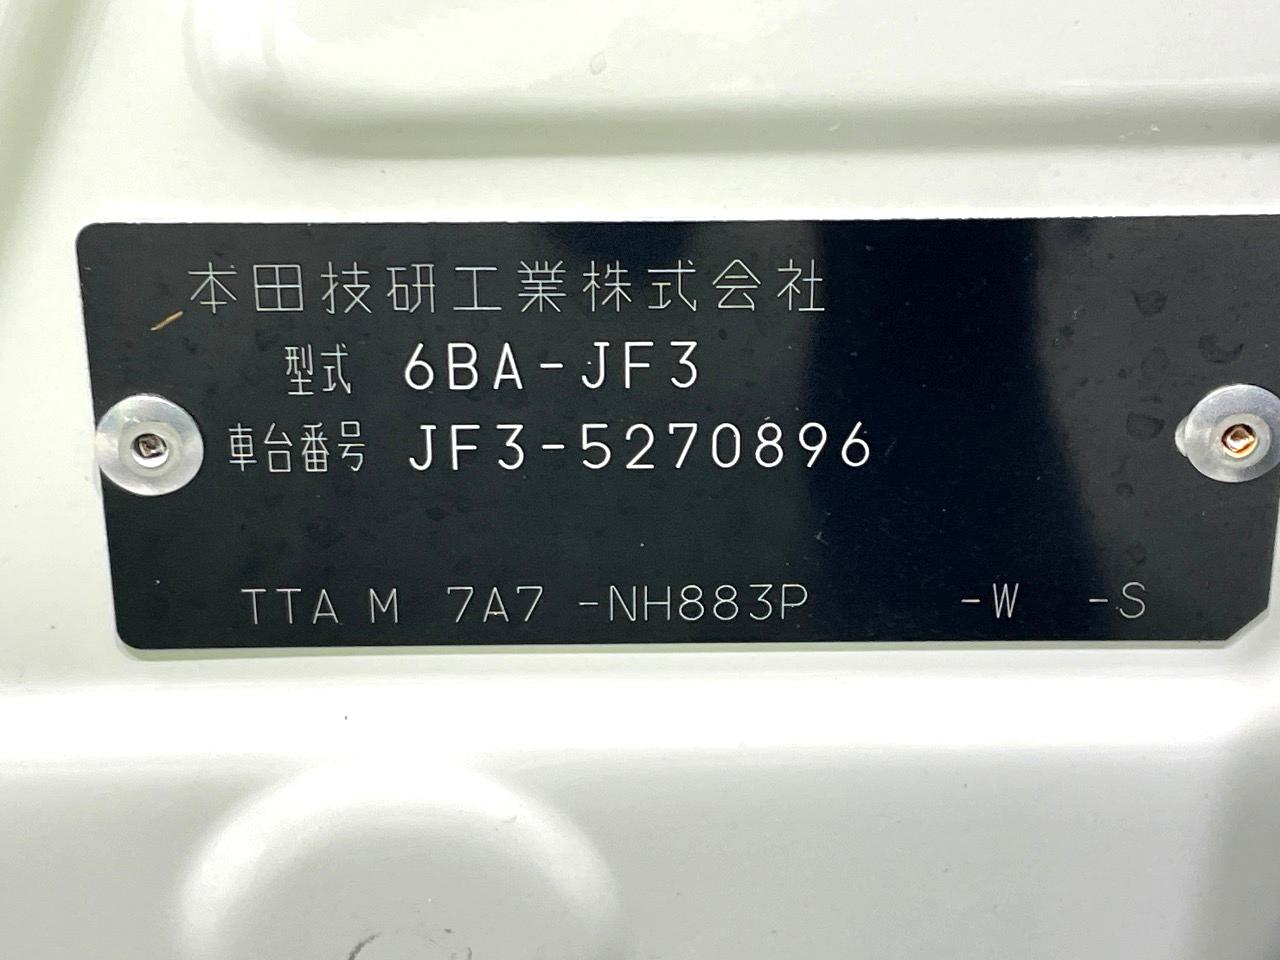 本田技研工業株式会社
型式 6BA-JF3
車台番号 JF3-5270896
TTA M 7A7 -NH883P -W -S